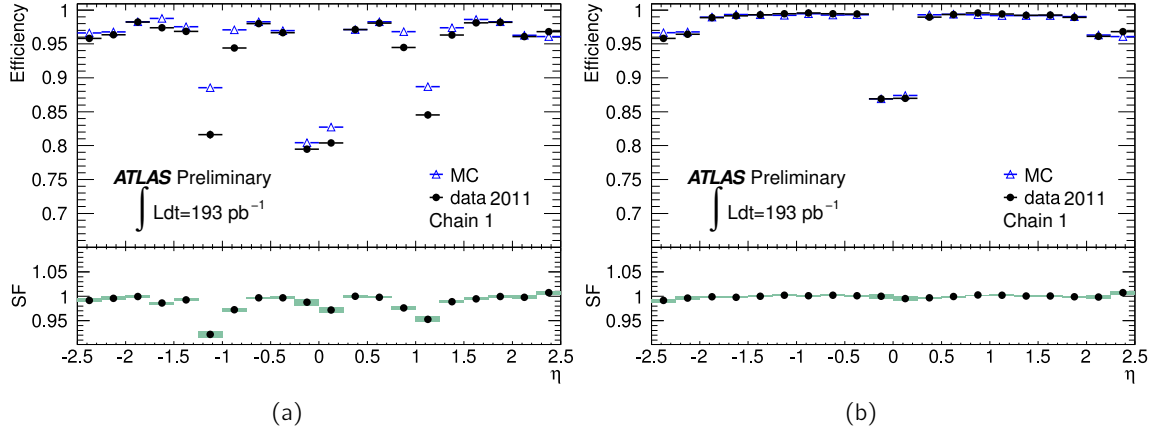 Efficiency
1
0.95
0.9
0.85
0.8
0.75
0.7
ATLAS Preliminary
∫ Ldt=193 pb⁻¹
MC
data 2011
Chain 1
SF
1.05
1
0.95
-2.5 -2 -1.5 -1 -0.5 0 0.5 1 1.5 2 2.5
η
(a)
Efficiency
1
0.95
0.9
0.85
0.8
0.75
0.7
ATLAS Preliminary
∫ Ldt=193 pb⁻¹
MC
data 2011
Chain 1
SF
1.05
1
0.95
-2.5 -2 -1.5 -1 -0.5 0 0.5 1 1.5 2 2.5
η
(b)